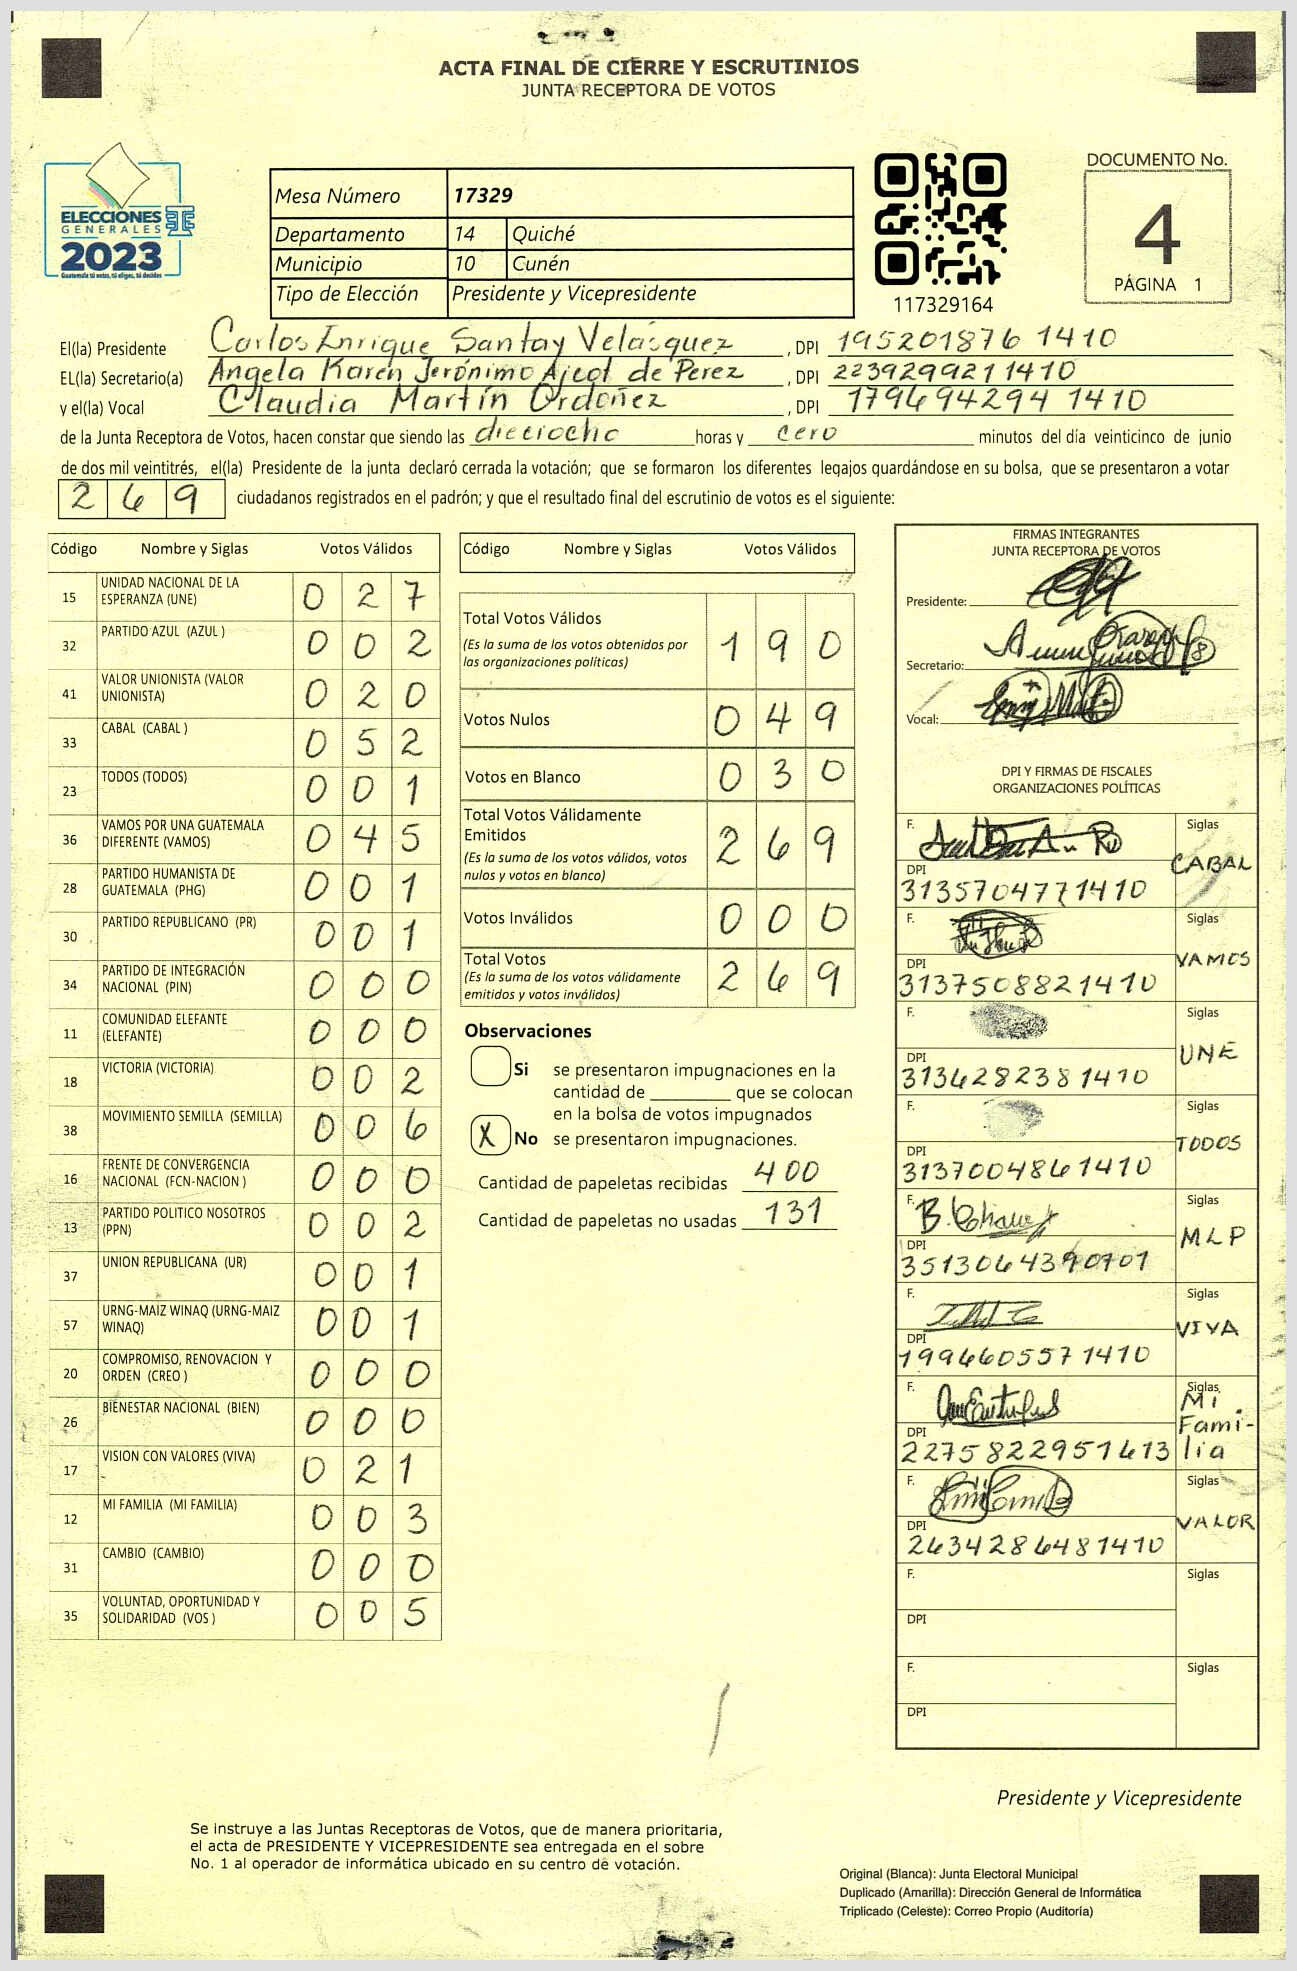 ACTA FINAL DE CIERRE Y ESCRUTINIOS
JUNTA RECEPTORA DE VOTOS
ELECCIONES
GENERALES
2023
Guatemala tú votas, tú eliges, tú decides
Mesa Número 17329
Departamento 14 Quiché
Municipio 10 Cunén
Tipo de Elección Presidente y Vicepresidente
117329164
DOCUMENTO No.
4
PÁGINA 1
El(la) Presidente Carlos Enrique Santay Velásquez, DPI 195201876 1410
EL(la) Secretario(a) Angela Karen Jerónimo Ajcot de Perez, DPI 2239299211410
y el(la) Vocal Claudia Martín Ordoñez, DPI 179694294 1410
de la Junta Receptora de Votos, hacen constar que siendo las dieciocho horas y cero minutos del día veinticinco de junio
de dos mil veintitrés, el(la) Presidente de la junta declaró cerrada la votación; que se formaron los diferentes legajos guardándose en su bolsa, que se presentaron a votar
269 ciudadanos registrados en el padrón; y que el resultado final del escrutinio de votos es el siguiente:
Código Nombre y Siglas Votos Válidos
15 UNIDAD NACIONAL DE LA ESPERANZA (UNE) 027
32 PARTIDO AZUL (AZUL ) 002
41 VALOR UNIONISTA (VALOR UNIONISTA) 020
33 CABAL (CABAL ) 052
23 TODOS (TODOS) 001
36 VAMOS POR UNA GUATEMALA DIFERENTE (VAMOS) 045
28 PARTIDO HUMANISTA DE GUATEMALA (PHG) 001
30 PARTIDO REPUBLICANO (PR) 001
34 PARTIDO DE INTEGRACIÓN NACIONAL (PIN) 000
11 COMUNIDAD ELEFANTE (ELEFANTE) 000
18 VICTORIA (VICTORIA) 002
38 MOVIMIENTO SEMILLA (SEMILLA) 006
16 FRENTE DE CONVERGENCIA NACIONAL (FCN-NACION ) 000
13 PARTIDO POLITICO NOSOTROS (PPN) 002
37 UNION REPUBLICANA (UR) 001
57 URNG-MAIZ WINAQ (URNG-MAIZ WINAQ) 001
20 COMPROMISO, RENOVACION Y ORDEN (CREO ) 000
26 BIENESTAR NACIONAL (BIEN) 000
17 VISION CON VALORES (VIVA) 021
12 MI FAMILIA (MI FAMILIA) 003
31 CAMBIO (CAMBIO) 000
35 VOLUNTAD, OPORTUNIDAD Y SOLIDARIDAD (VOS ) 005
Código Nombre y Siglas Votos Válidos
Total Votos Válidos 190
(Es la suma de los votos obtenidos por
las organizaciones políticas)
Votos Nulos 049
Votos en Blanco 030
Total Votos Válidamente
Emitidos 269
(Es la suma de los votos válidos, votos
nulos y votos en blanco)
Votos Inválidos 000
Total Votos 269
(Es la suma de los votos válidamente
emitidos y votos inválidos)
Observaciones
Si se presentaron impugnaciones en la
cantidad de ________ que se colocan
en la bolsa de votos impugnados
X No se presentaron impugnaciones.
Cantidad de papeletas recibidas 400
Cantidad de papeletas no usadas 131
FIRMAS INTEGRANTES
JUNTA RECEPTORA DE VOTOS
Presidente:
Secretario:
Vocal:
DPI Y FIRMAS DE FISCALES
ORGANIZACIONES POLÍTICAS
F. Siglas
CABAL
DPI
3135704771410
F. Siglas
VAMOS
DPI
3137508821410
F. Siglas
UNE
DPI
3134282381410
F. Siglas
TODOS
DPI
3137004861410
F. Siglas
MLP
DPI
3513064390701
F. Siglas
VIVA
DPI
1994605571410
F. Siglas
Mi Fami-lia
DPI
2275822951413
F. Siglas
VALOR
DPI
2634286481410
F. Siglas
DPI
F. Siglas
DPI
Presidente y Vicepresidente
Se instruye a las Juntas Receptoras de Votos, que de manera prioritaria,
el acta de PRESIDENTE Y VICEPRESIDENTE sea entregada en el sobre
No. 1 al operador de informática ubicado en su centro de votación.
Original (Blanca): Junta Electoral Municipal
Duplicado (Amarilla): Dirección General de Informática
Triplicado (Celeste): Correo Propio (Auditoría)